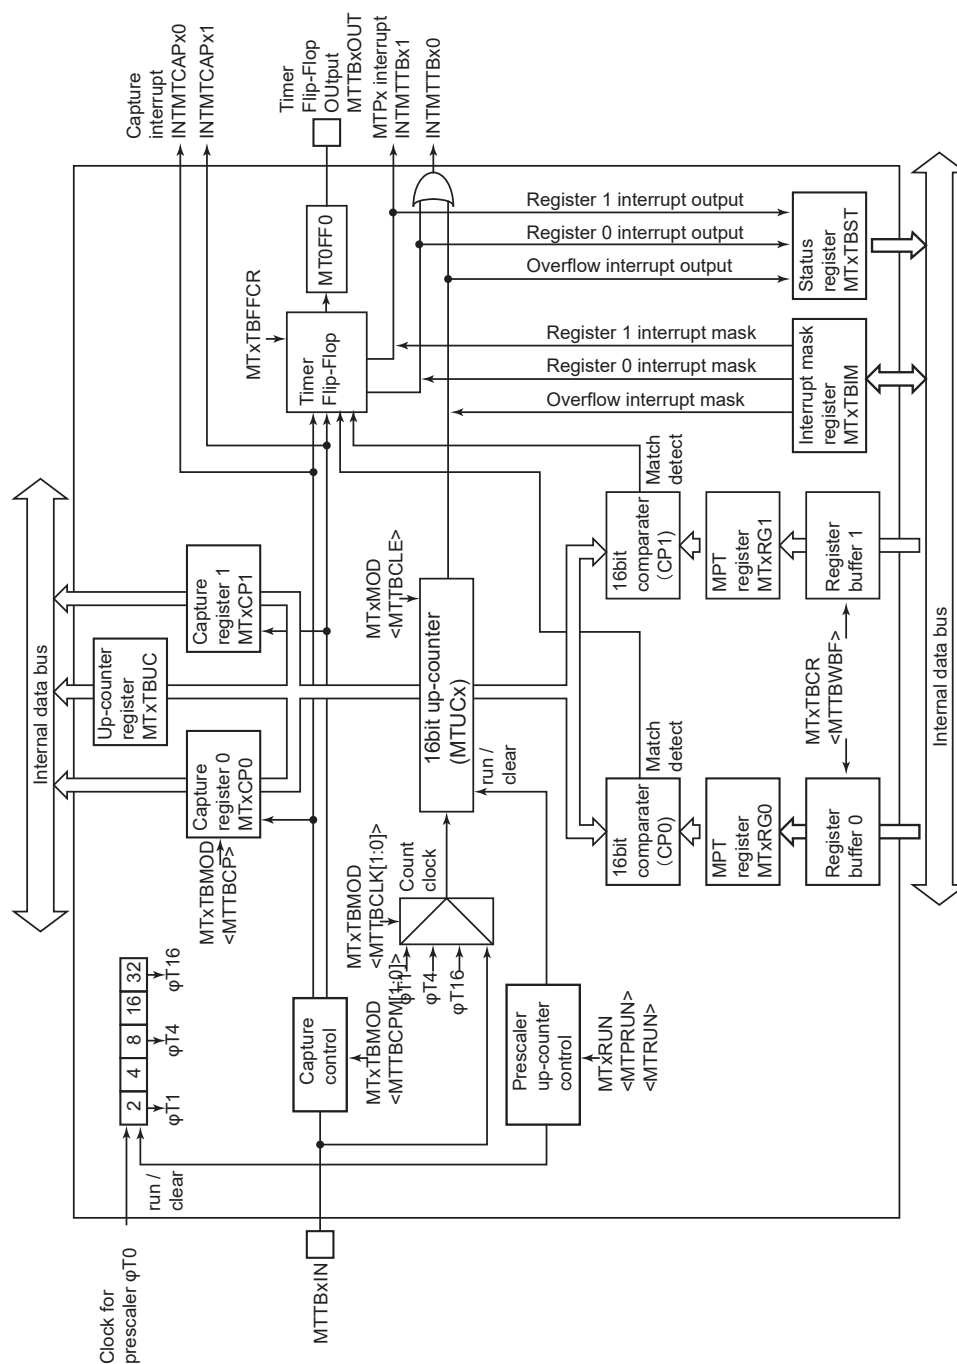 Clock for
prescaler φT0
run /
clear
2
4
8
16
32
φT1
φT4
φT16
MTTBxIN
Internal data bus
Up-counter
register
MTxTBUC
Capture
register 0
MTxCP0
Capture
register 1
MTxCP1
MTxTBMOD
<MTTBCP>
Capture
interrupt
INTMTCAPx0
INTMTCAPx1
Capture
control
MTxTBMOD
<MTTBCPM[1:0]>
MTxTBFFCR
Timer
Flip-Flop
MT0FF0
Timer
Flip-Flop
OUtput
MTTBxOUT
MTPx interrupt
INTMTTBx1
INTMTTBx0
MTxTBMOD
<MTTBCLK[1:0]>
φT1
φT4
φT16
Count
clock
16bit up-counter
(MTUCx)
MTxMOD
<MTTBCLE>
run /
clear
Prescaler
up-counter
control
MTxRUN
<MTPRUN>
<MTRUN>
Register 1 interrupt output
Register 0 interrupt output
Overflow interrupt output
Register 1 interrupt mask
Register 0 interrupt mask
Overflow interrupt mask
Status
register
MTxTBST
Interrupt mask
register
MTxTBIM
16bit
comparater
(CP0)
Match
detect
16bit
comparater
(CP1)
Match
detect
MPT
register
MTxRG0
MPT
register
MTxRG1
Register
buffer 0
Register
buffer 1
MTxTBCR
<MTTBWBF>
Internal data bus